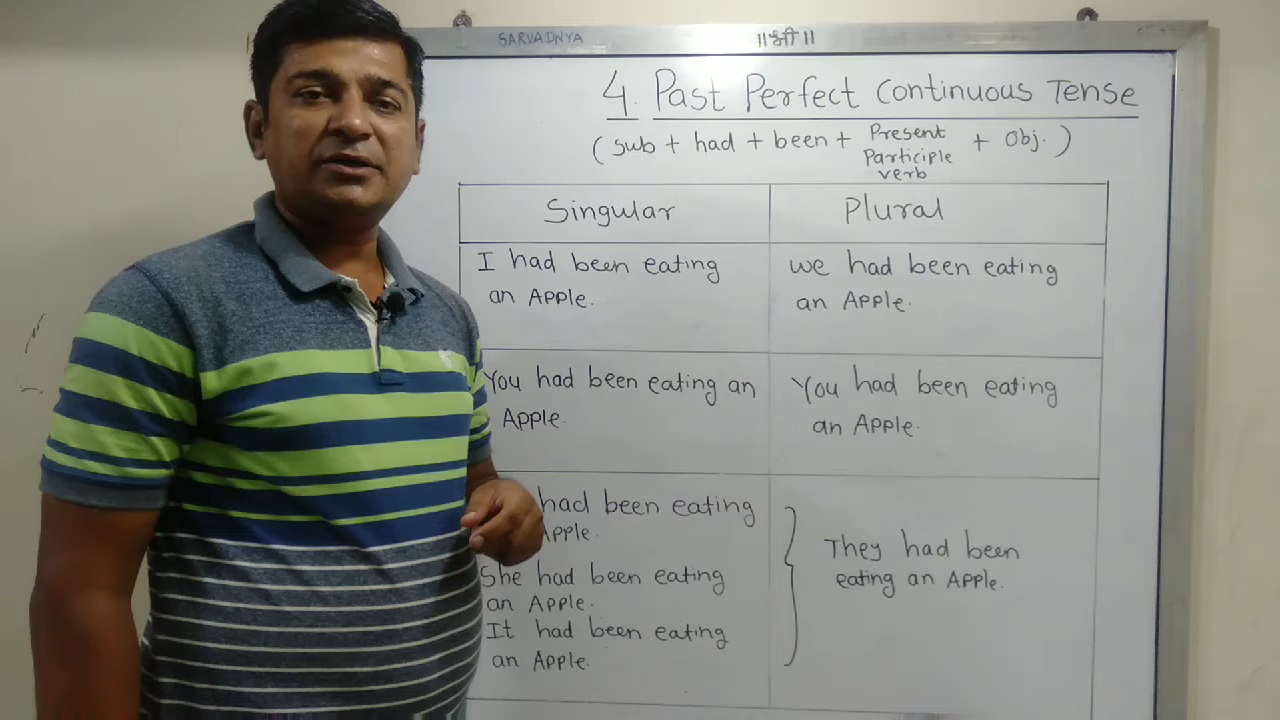 SARVADNYA
॥श्री॥
4. Past Perfect Continuous Tense
(sub + had + been + Present Participle verb + Obj.)
Singular
Plural
I had been eating
an Apple.
we had been eating
an Apple.
You had been eating an
Apple.
You had been eating
an Apple.
had been eating
Apple.
She had been eating
an Apple.
It had been eating
an Apple.
They had been
eating an Apple.